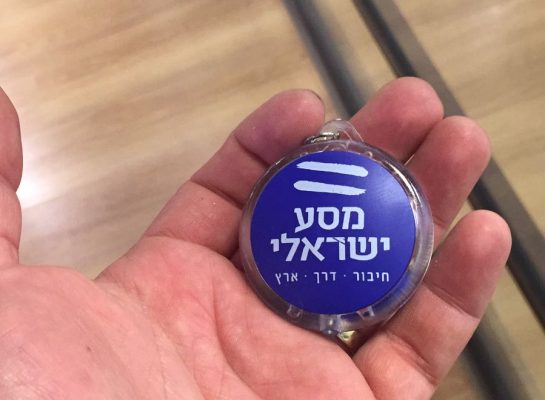 מסע
ישראלי
חיבור · דרך · ארץ